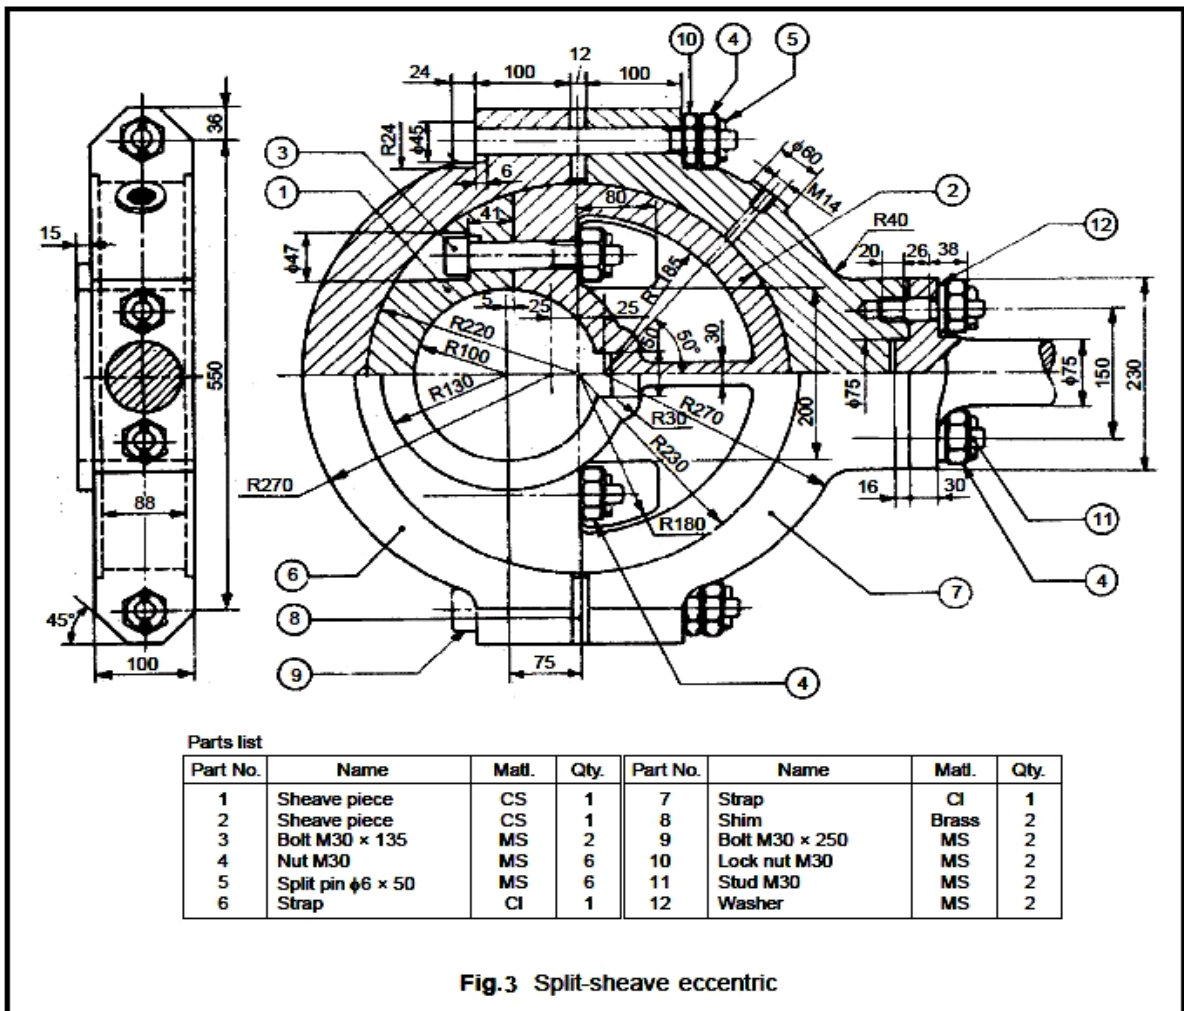 12
10
4
5
24
100
100
36
R24
ϕ45
ϕ60
M14
3
6
80
2
1
41
R40
12
15
20
26
38
ϕ47
R185
5
25
25
R220
50
50°
30
R100
550
R130
200
ϕ75
ϕ75
150
230
R30
R270
R230
R270
88
16
30
R180
11
6
7
4
45°
8
100
9
75
4
Parts list
Part No. Name Matl. Qty. Part No. Name Matl. Qty.
1 Sheave piece CS 1 7 Strap CI 1
2 Sheave piece CS 1 8 Shim Brass 2
3 Bolt M30 × 135 MS 2 9 Bolt M30 × 250 MS 2
4 Nut M30 MS 6 10 Lock nut M30 MS 2
5 Split pin ϕ6 × 50 MS 6 11 Stud M30 MS 2
6 Strap CI 1 12 Washer MS 2
Fig.3 Split-sheave eccentric